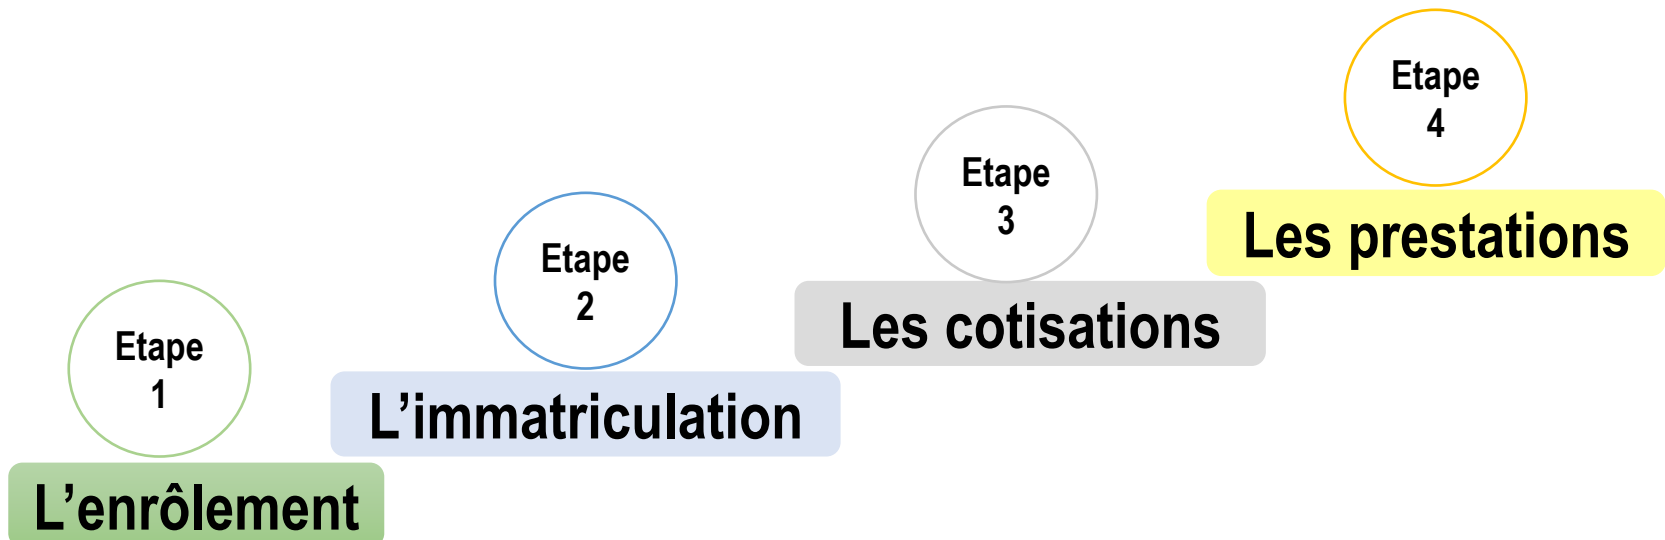 Etape
1
L’enrôlement
Etape
2
L’immatriculation
Etape
3
Les cotisations
Etape
4
Les prestations